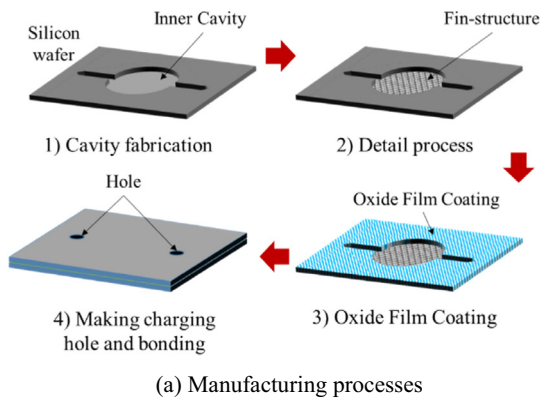 Silicon
wafer
Inner Cavity
1) Cavity fabrication
Fin-structure
2) Detail process
Oxide Film Coating
3) Oxide Film Coating
Hole
4) Making charging
hole and bonding
(a) Manufacturing processes